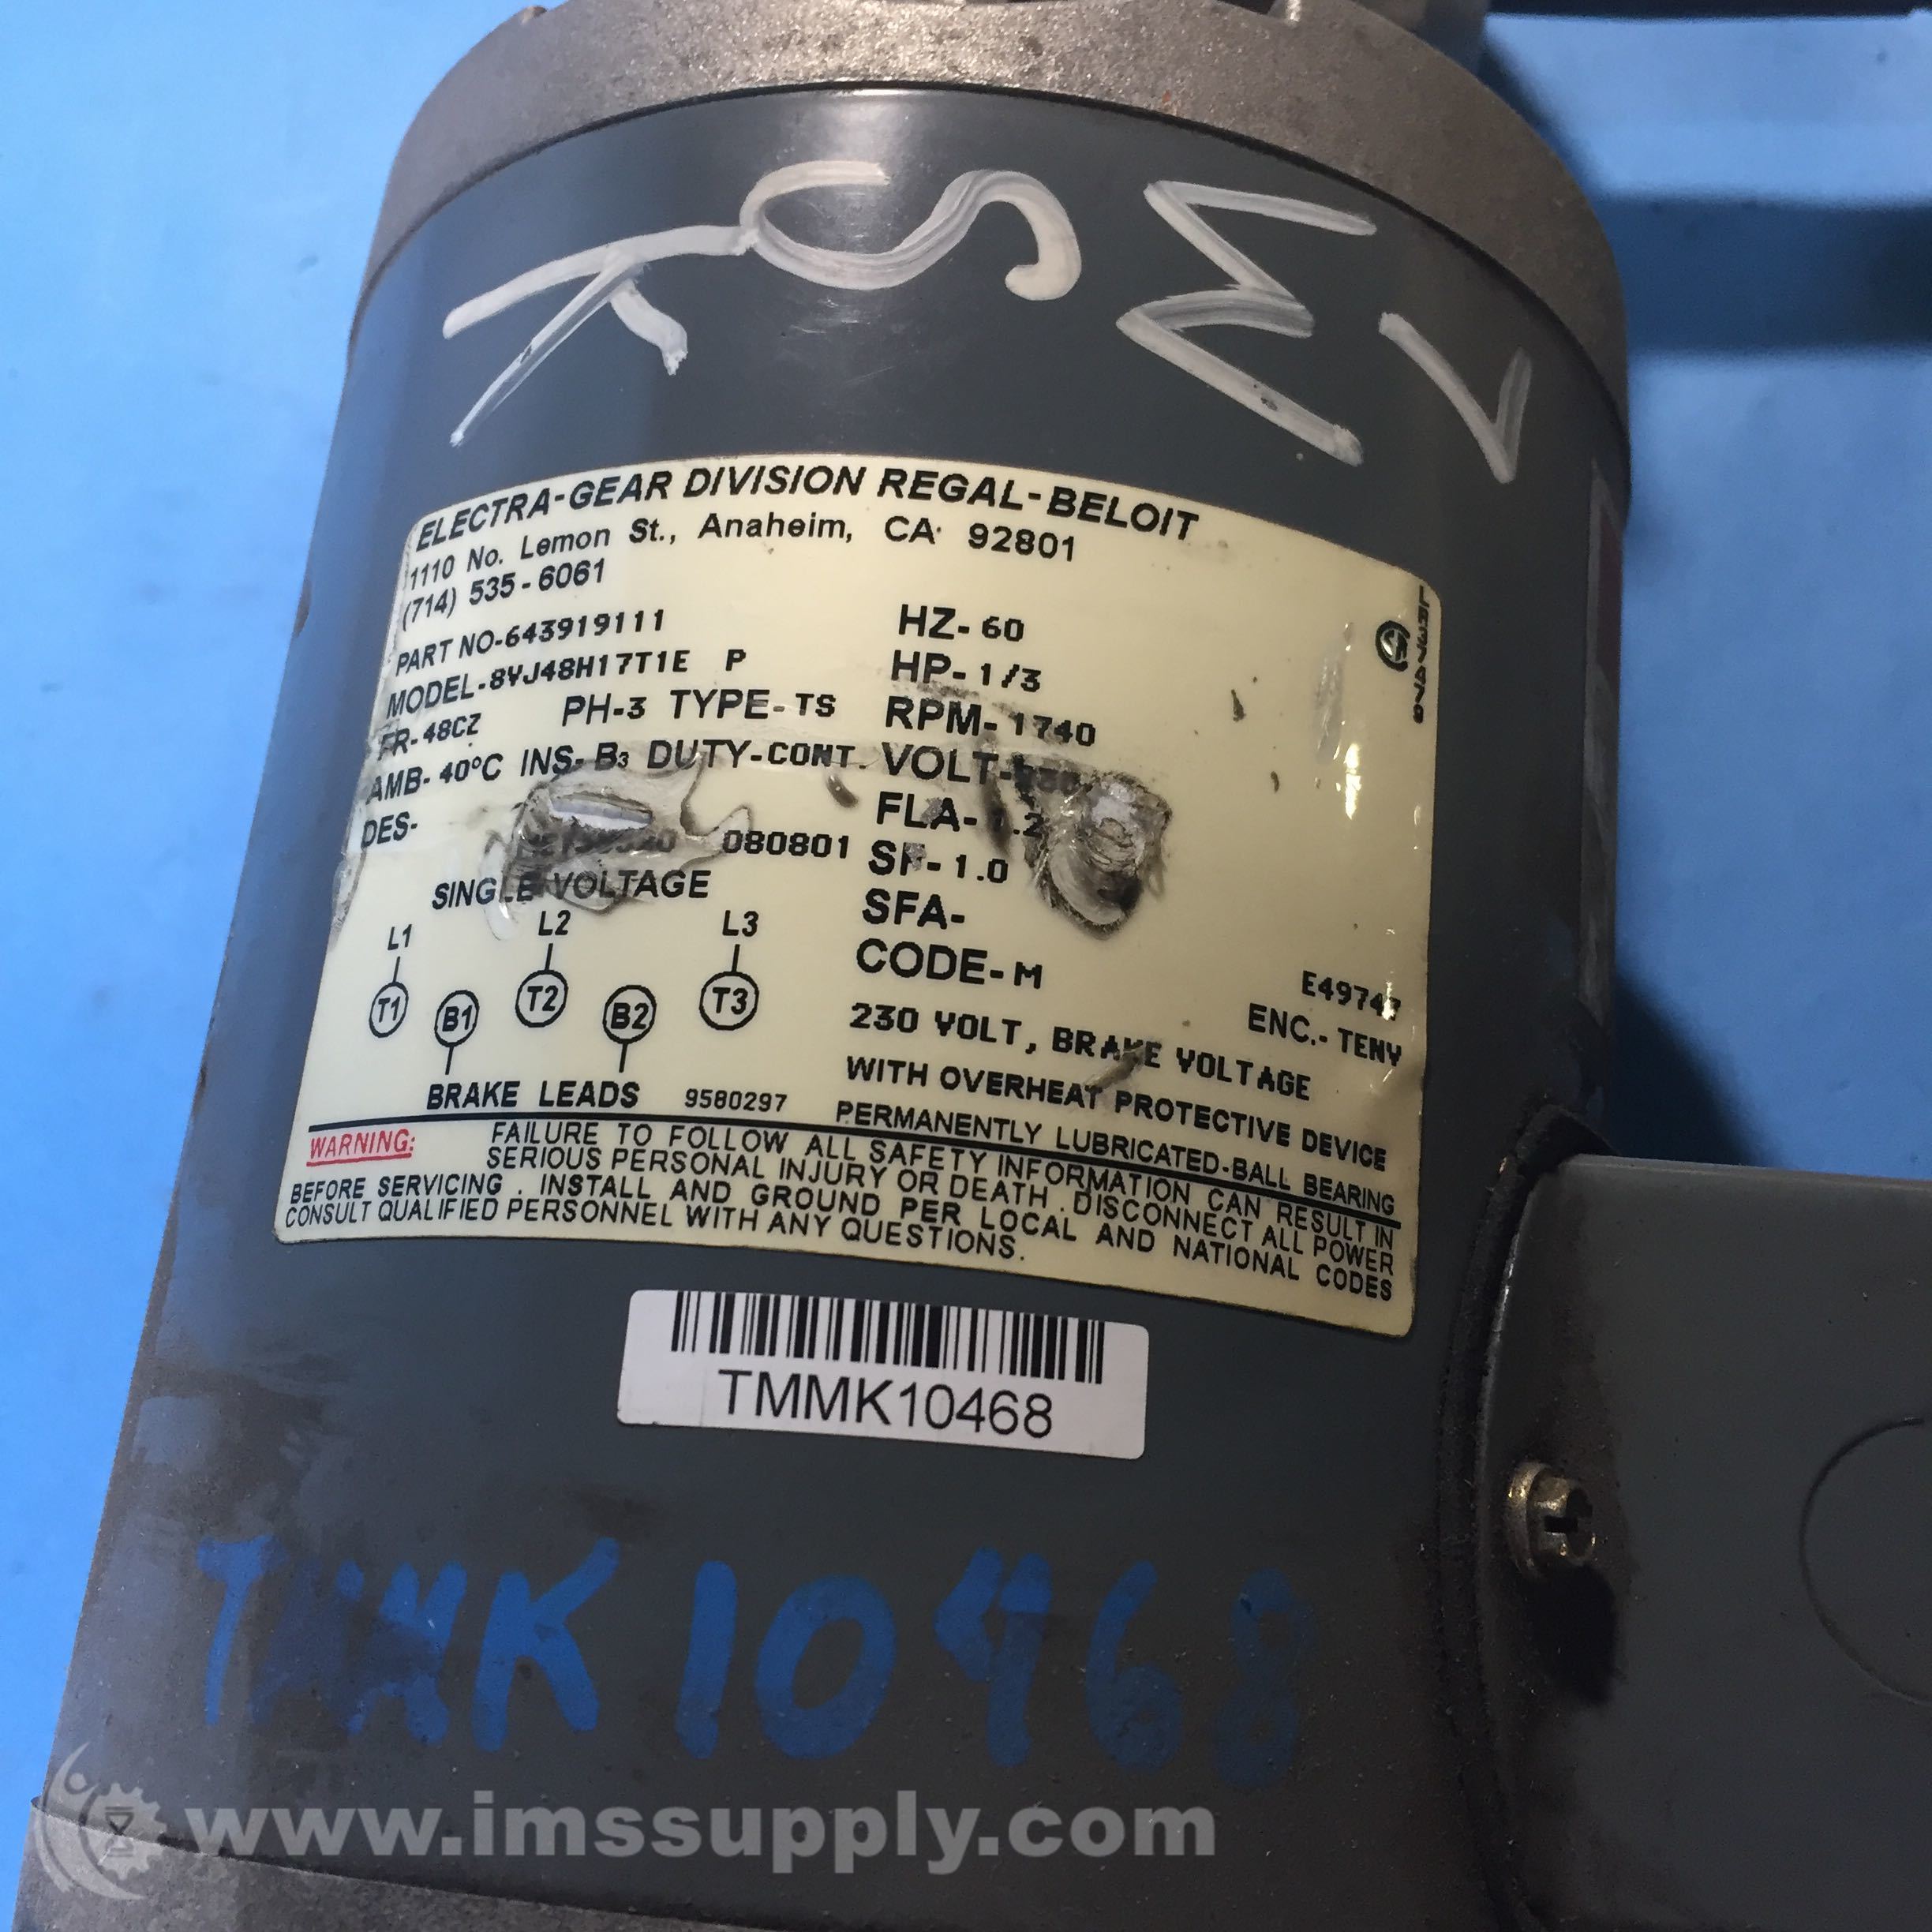 ELECTRA-GEAR DIVISION REGAL-BELOIT
1110 No. Lemon St., Anaheim, CA 92801
(714) 535-6061
PART NO-643919111
MODEL-8VJ48H17T1E P
FR-48CZ PH-3 TYPE-TS
AMB-40°C INS-B3 DUTY-CONT.
DES-
080801
HZ-60
HP-1/3
RPM-1740
VOLT-
FLA-
SF-1.0
SFA-
CODE-M
SINGLE VOLTAGE
L1 L2 L3
T1 B1 T2 B2 T3
BRAKE LEADS 9580297
E49747
ENC.-TENV
230 VOLT, BRAKE VOLTAGE
WITH OVERHEAT PROTECTIVE DEVICE
PERMANENTLY LUBRICATED-BALL BEARING
WARNING: FAILURE TO FOLLOW ALL SAFETY INFORMATION CAN RESULT IN
SERIOUS PERSONAL INJURY OR DEATH. DISCONNECT ALL POWER
BEFORE SERVICING. INSTALL AND GROUND PER LOCAL AND NATIONAL CODES
CONSULT QUALIFIED PERSONNEL WITH ANY QUESTIONS.
TMMK10468
TMMK10468
www.imssupply.com